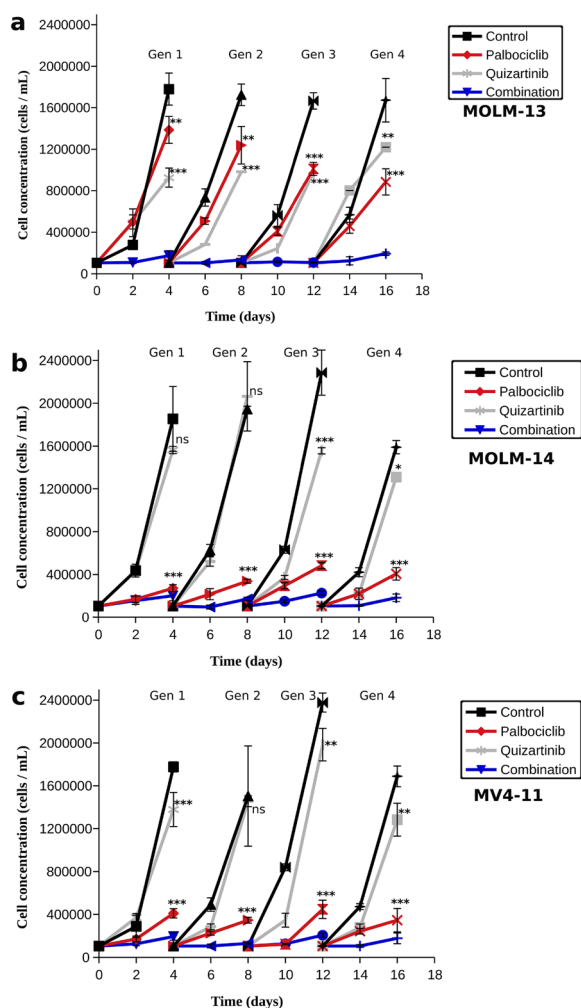 a
Gen 1 Gen 2 Gen 3 Gen 4
Control
Palbociclib
Quizartinib
Combination
MOLM-13
Cell concentration (cells / mL)
2400000
2000000
1600000
1200000
800000
400000
0
** *** ** *** *** *** ** ***
0 2 4 6 8 10 12 14 16 18
Time (days)
b
Gen 1 Gen 2 Gen 3 Gen 4
Control
Palbociclib
Quizartinib
Combination
MOLM-14
Cell concentration (cells / mL)
2400000
2000000
1600000
1200000
800000
400000
0
ns *** ns *** *** *** * ***
0 2 4 6 8 10 12 14 16 18
Time (days)
c
Gen 1 Gen 2 Gen 3 Gen 4
Control
Palbociclib
Quizartinib
Combination
MV4-11
Cell concentration (cells / mL)
2400000
2000000
1600000
1200000
800000
400000
0
*** *** ns *** ** *** ** ***
0 2 4 6 8 10 12 14 16 18
Time (days)